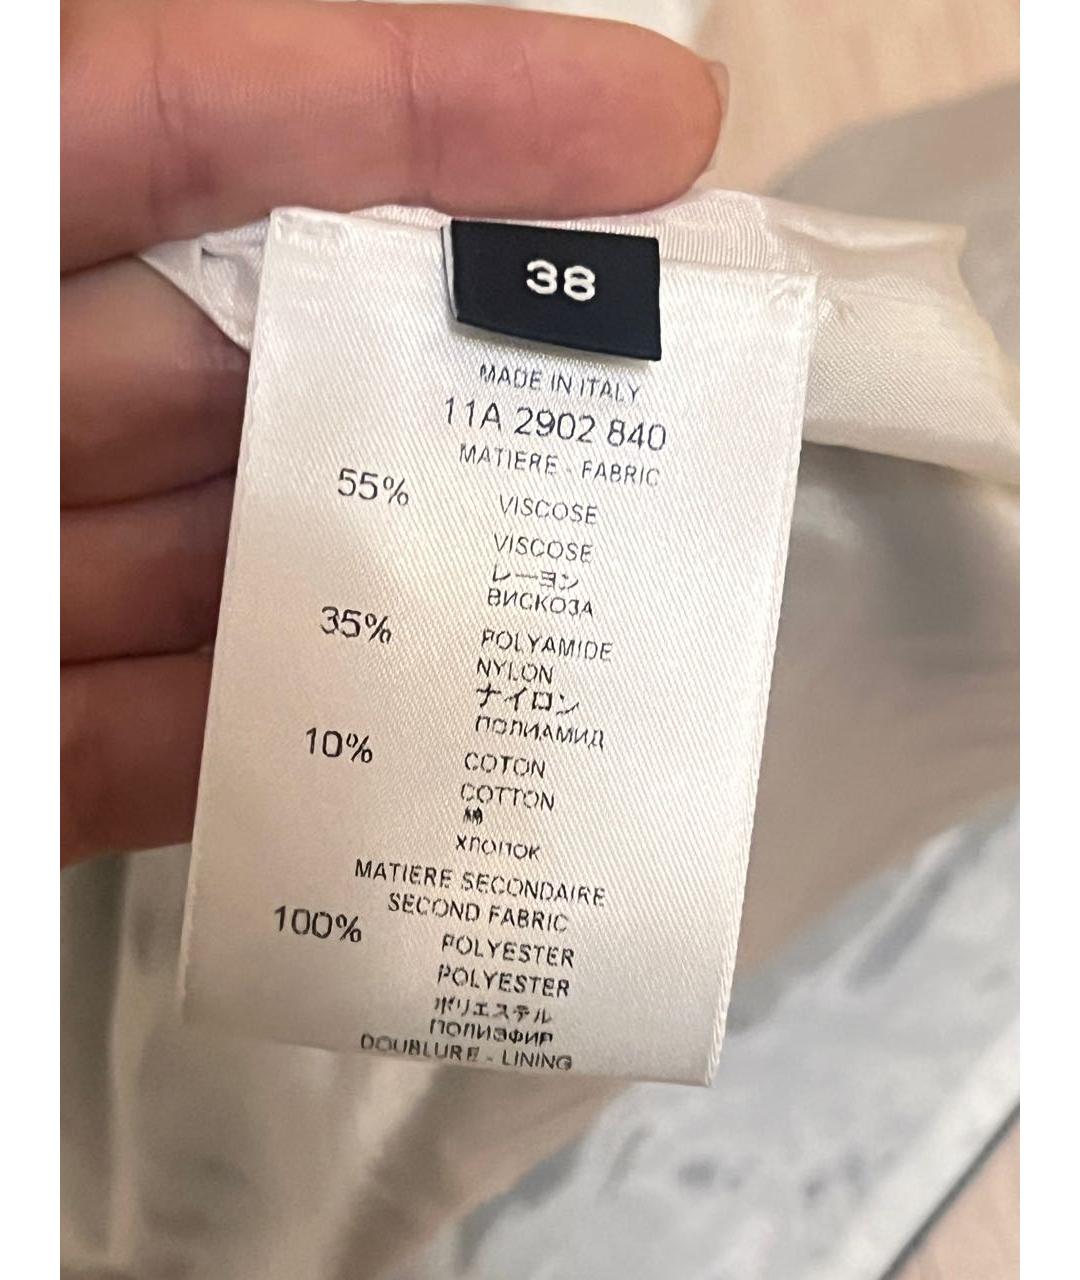 38
MADE IN ITALY
11A 2902 840
MATIERE - FABRIC
55% VISCOSE
VISCOSE
レーヨン
ВИСКОЗА
35% POLYAMIDE
NYLON
ナイロン
ПОЛИАМИД
10% COTON
COTTON
綿
ХЛОПОК
MATIERE SECONDAIRE
SECOND FABRIC
100% POLYESTER
POLYESTER
ポリエステル
ПОЛИЭФИР
DOUBLURE - LINING